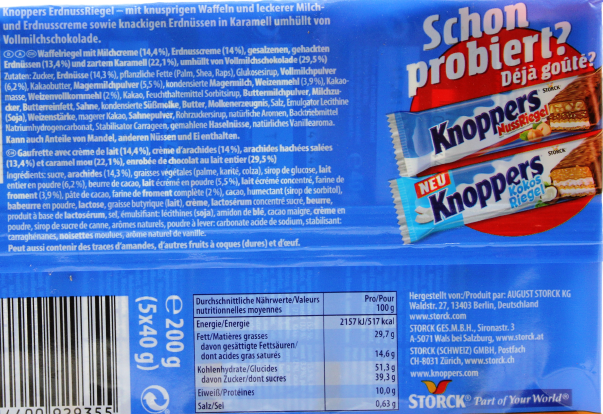 Knoppers ErdnussRiegel – mit knusprigen Waffeln und leckerer Milch-
und Erdnusscreme sowie knackigen Erdnüssen in Karamell umhüllt von
Vollmilchschokolade.
Waffelriegel mit Milchcreme (14,4%), Erdnusscreme (14%), gesalzenen, gehackten
Erdnüssen (13,4%) und zartem Karamell (22,1%), umhüllt von Vollmilchschokolade (29,5%)
Zutaten: Zucker, Erdnüsse (14,3 %), pflanzliche Fette (Palm, Shea, Raps), Glukosesirup, Vollmilchpulver
(6,2%), Kakaobutter, Magermilchpulver (5,5%), kondensierte Magermilch, Weizenmehl (3,9%), Kakao-
masse, Weizenvollkornmehl (2%), Kakao, Feuchthaltemittel Sorbitsirup, Buttermilchpulver, Milchzu-
cker, Butterreinfett, Sahne, kondensierte Süßmolke, Butter, Molkenerzeugnis, Salz, Emulgator Lecithine
(Soja), Weizenstärke, magerer Kakao, Sahnepulver, Rohrzuckersirup, natürliche Aromen, Backtriebmittel
Natriumhydrogencarbonat, Stabilisator Carrageen, gemahlene Haselnüsse, natürliches Vanillearoma.
Kann auch Anteile von Mandel, anderen Nüssen und Ei enthalten.
Gaufrette avec crème de lait (14,4%), crème d'arachides (14%), arachides hachées salées
(13,4%) et caramel mou (22,1%), enrobée de chocolat au lait entier (29,5%)
Ingrédients: sucre, arachides (14,3%), graisses végétales (palme, karité, colza), sirop de glucose, lait
entier en poudre (6,2%), beurre de cacao, lait écrémé en poudre (5,5%), lait écrémé concentré, farine de
froment (3,9%), pâte de cacao, farine de froment complète (2%), cacao, humectant (sirop de sorbitol),
babeurre en poudre, lactose, graisse butyrique (lait), crème, lactosérum concentré sucré, beurre,
produit à base de lactosérum, sel, émulsifiant: lécithines (soja), amidon de blé, cacao maigre, crème en
poudre, sirop de sucre de canne, arômes naturels, poudre à lever: carbonate acide de sodium, stabilisant:
carraghénanes, noisettes moulues, arôme naturel de vanille.
Peut aussi contenir des traces d'amandes, d'autres fruits à coques (dures) et d'œuf.
Schon
probiert?
Déjà goûté?
STORCK
Knoppers
NussRiegel
STORCK
NEU
Knoppers
Kokos
Riegel
4400 929355
℮ 200 g
(5x40 g)
Durchschnittliche Nährwerte/Valeurs
nutritionnelles moyennes
Pro/Pour
100 g
Energie/Energie 2157 kJ/517 kcal
Fett/Matières grasses 29,7 g
davon gesättigte Fettsäuren/
dont acides gras saturés 14,6 g
Kohlenhydrate/Glucides 51,3 g
davon Zucker/dont sucres 39,3 g
Eiweiß/Protéines 10,0 g
Salz/Sel 0,63 g
Hergestellt von:/Produit par: AUGUST STORCK KG
Waldstr. 27, 13403 Berlin, Deutschland
www.storck.com
STORCK GES.M.B.H., Sironastr. 3
A-5071 Wals bei Salzburg, www.storck.at
STORCK (SCHWEIZ) GMBH, Postfach
CH-8031 Zürich, www.storck.ch
www.knoppers.com
STORCK® Part of Your World®